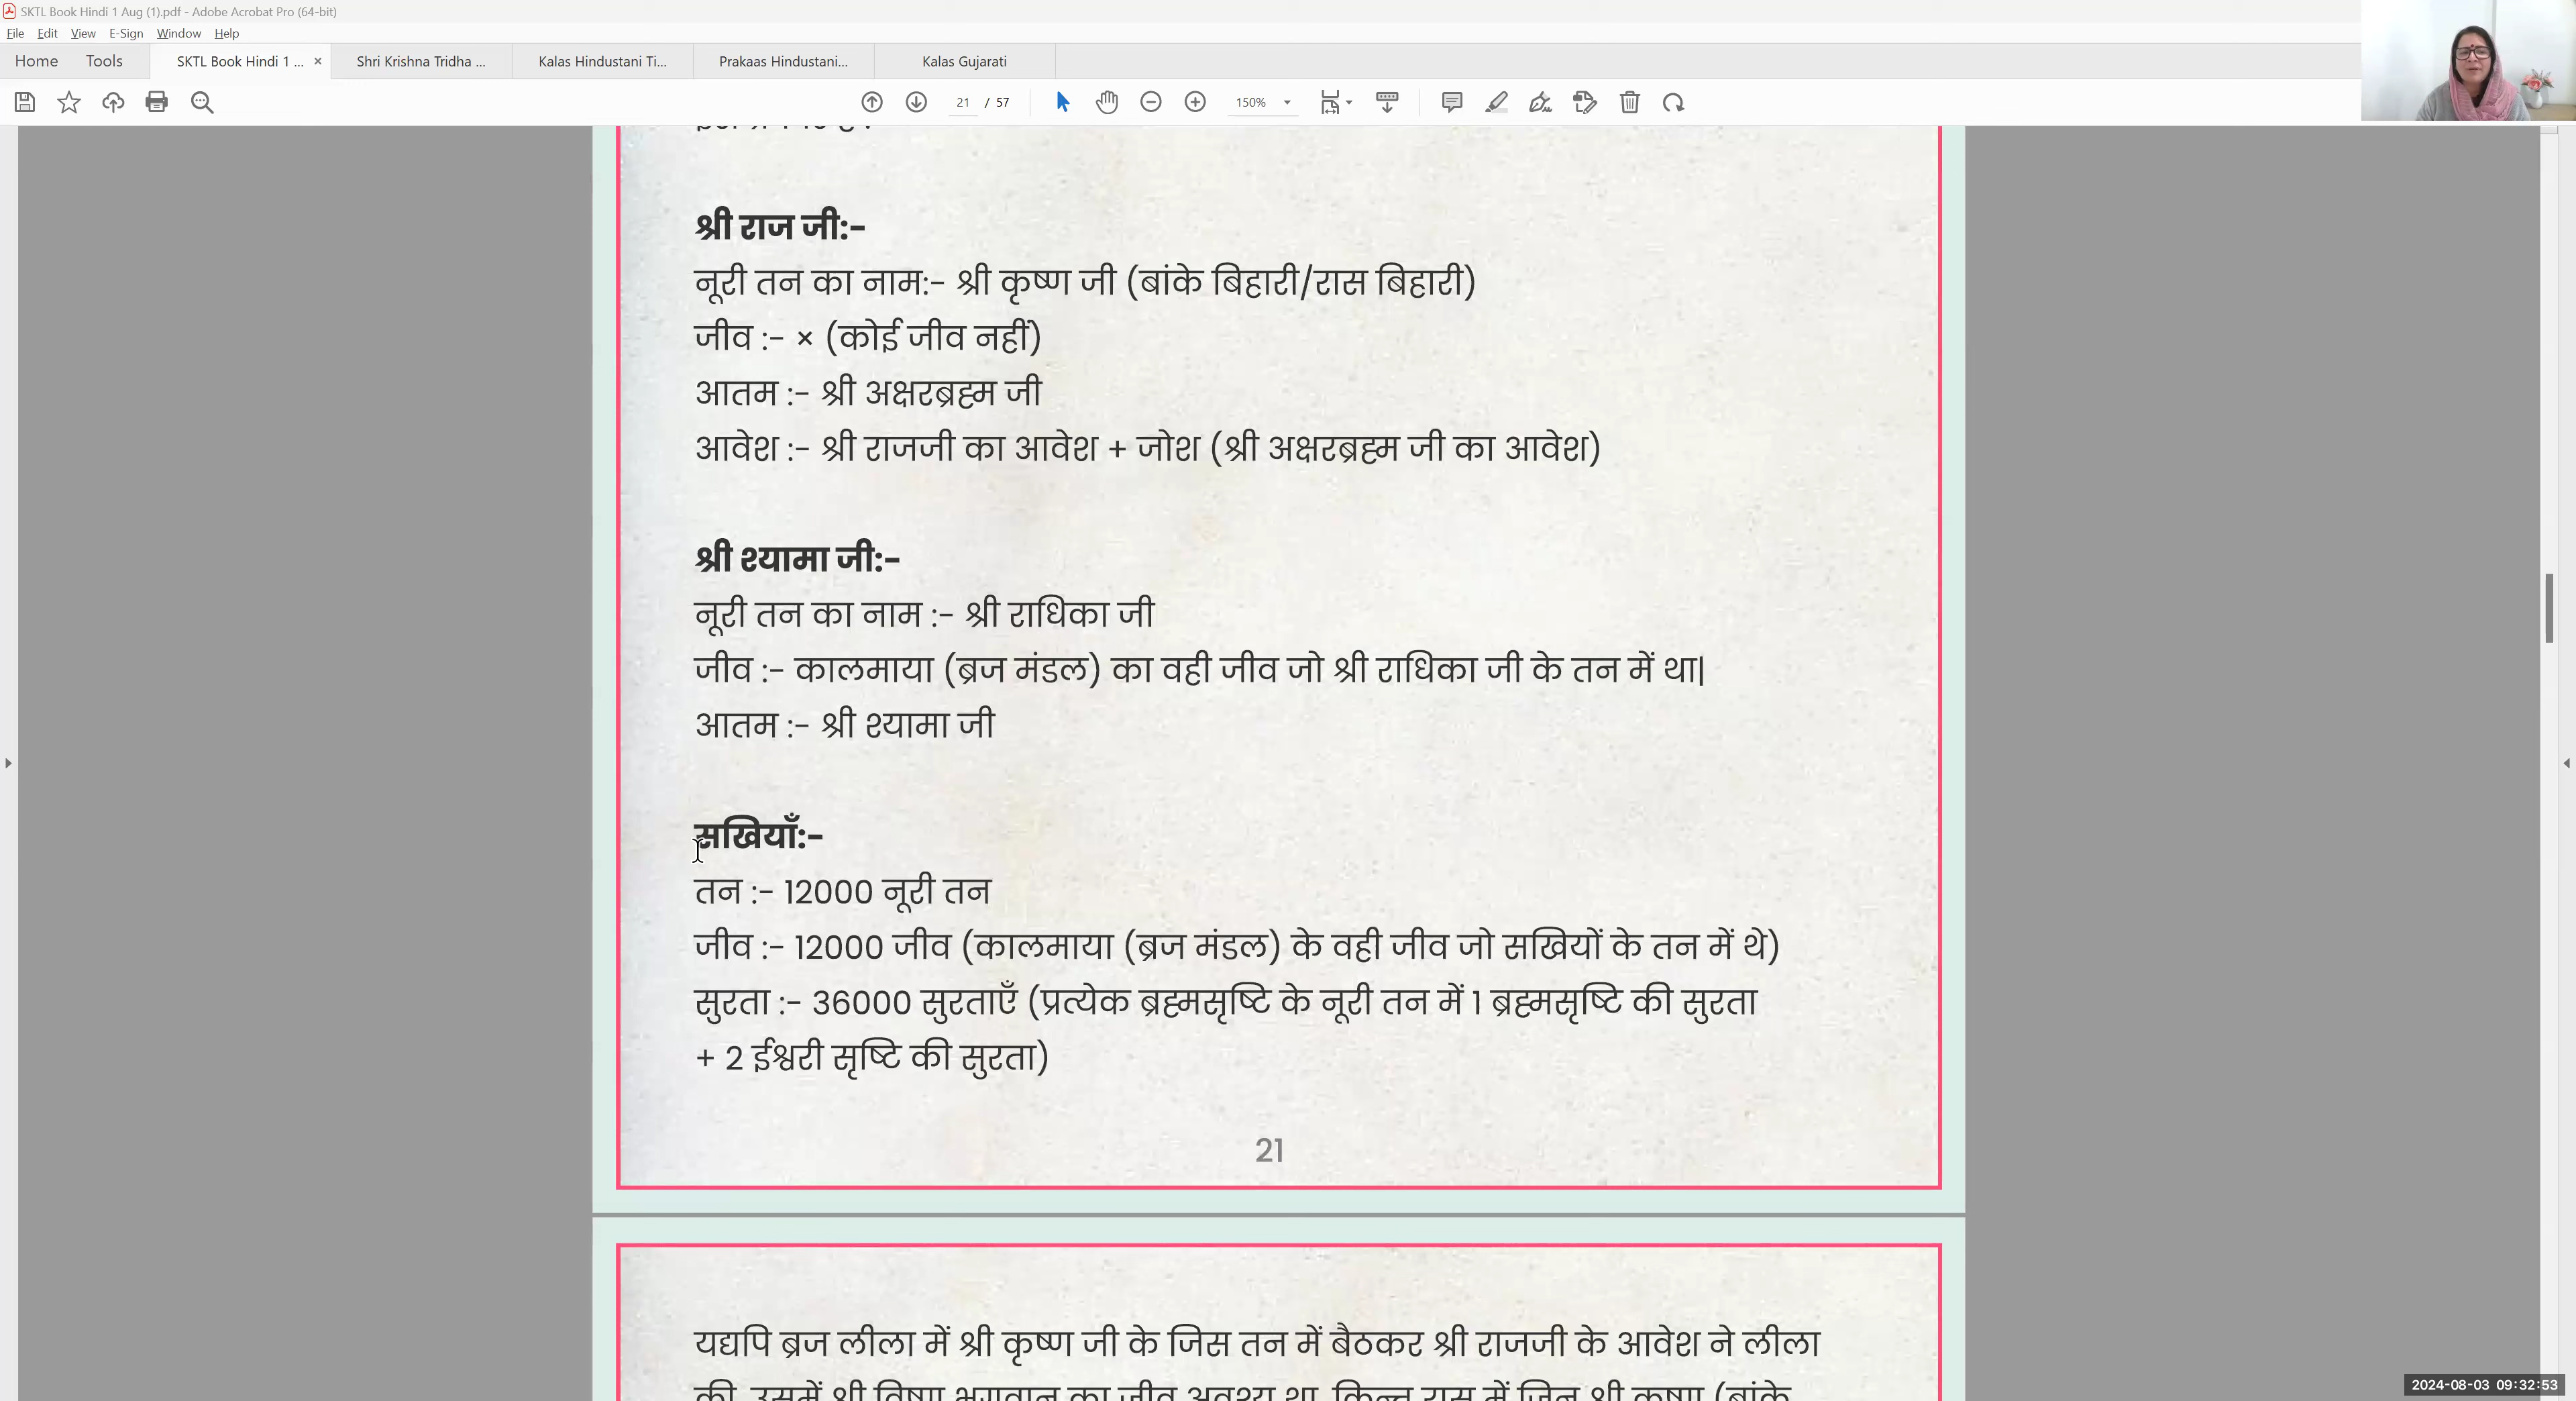 SKTL Book Hindi 1 Aug (1).pdf - Adobe Acrobat Pro (64-bit)
File Edit View E-Sign Window Help
Home Tools SKTL Book Hindi 1 ... × Shri Krishna Tridha ... Kalas Hindustani Ti... Prakaas Hindustani... Kalas Gujarati
21 / 57 150%
श्री राज जी:-
नूरी तन का नाम:- श्री कृष्ण जी (बांके बिहारी/रास बिहारी)
जीव :- × (कोई जीव नहीं)
आतम :- श्री अक्षरब्रह्म जी
आवेश :- श्री राजजी का आवेश + जोश (श्री अक्षरब्रह्म जी का आवेश)
श्री श्यामा जी:-
नूरी तन का नाम :- श्री राधिका जी
जीव :- कालमाया (ब्रज मंडल) का वही जीव जो श्री राधिका जी के तन में था|
आतम :- श्री श्यामा जी
सखियाँ:-
तन :- 12000 नूरी तन
जीव :- 12000 जीव (कालमाया (ब्रज मंडल) के वही जीव जो सखियों के तन में थे)
सुरता :- 36000 सुरताएँ (प्रत्येक ब्रह्मसृष्टि के नूरी तन में 1 ब्रह्मसृष्टि की सुरता
+ 2 ईश्वरी सृष्टि की सुरता)
21
यद्यपि ब्रज लीला में श्री कृष्ण जी के जिस तन में बैठकर श्री राजजी के आवेश ने लीला
की, उसमें श्री विष्णु भगवान का जीव अवश्य था, किन्तु रास में जिन श्री कृष्ण (बांके
2024-08-03 09:32:53